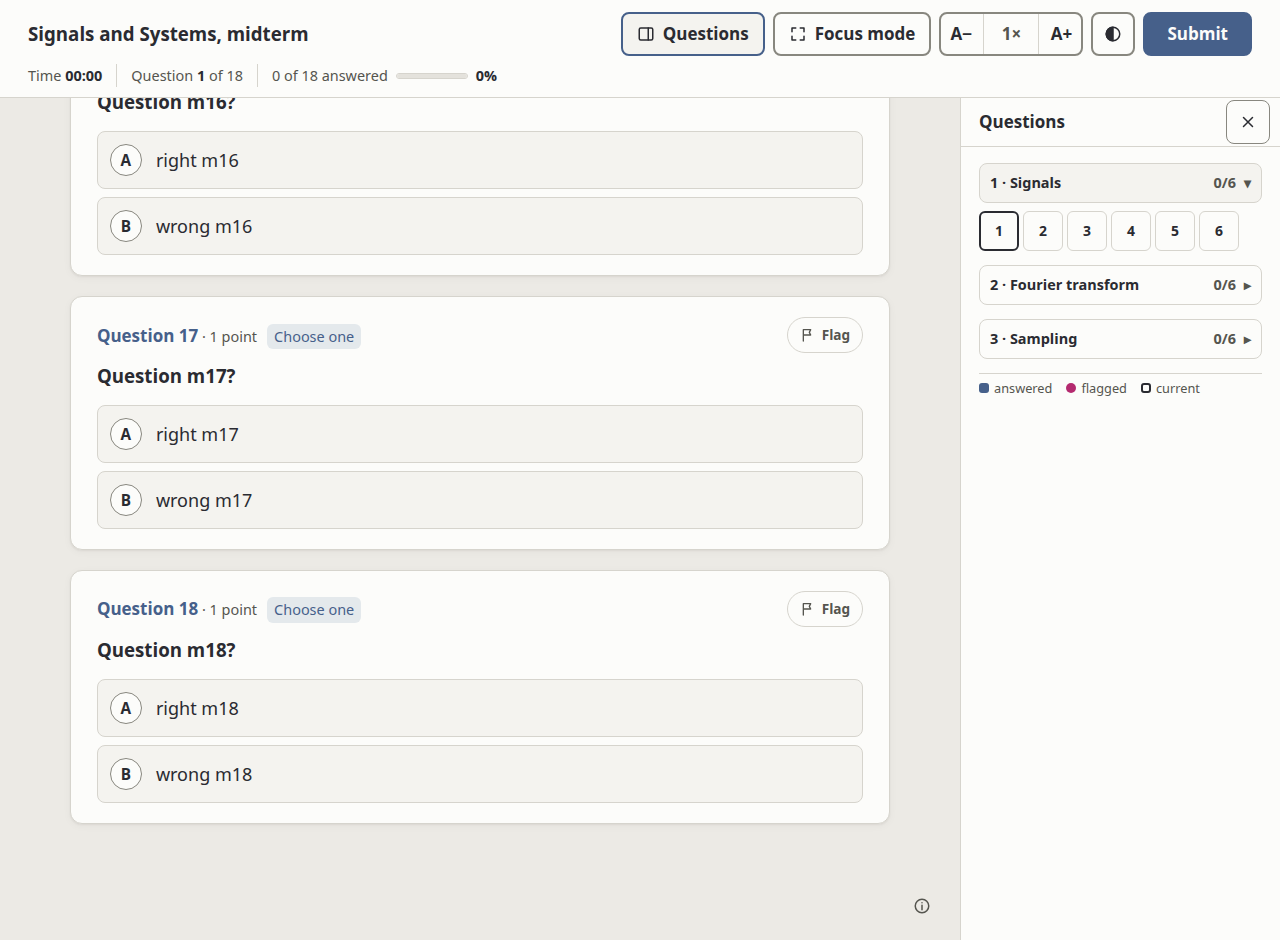 Signals and Systems, midterm
Questions
Focus mode
A−
1×
A+
Submit
Time 00:00
Question 1 of 18
0 of 18 answered
0%
Question m16?
A right m16
B wrong m16
Question 17 · 1 point Choose one
Flag
Question m17?
A right m17
B wrong m17
Question 18 · 1 point Choose one
Flag
Question m18?
A right m18
B wrong m18
Questions
1 · Signals 0/6 ▾
1 2 3 4 5 6
2 · Fourier transform 0/6 ▸
3 · Sampling 0/6 ▸
answered flagged current